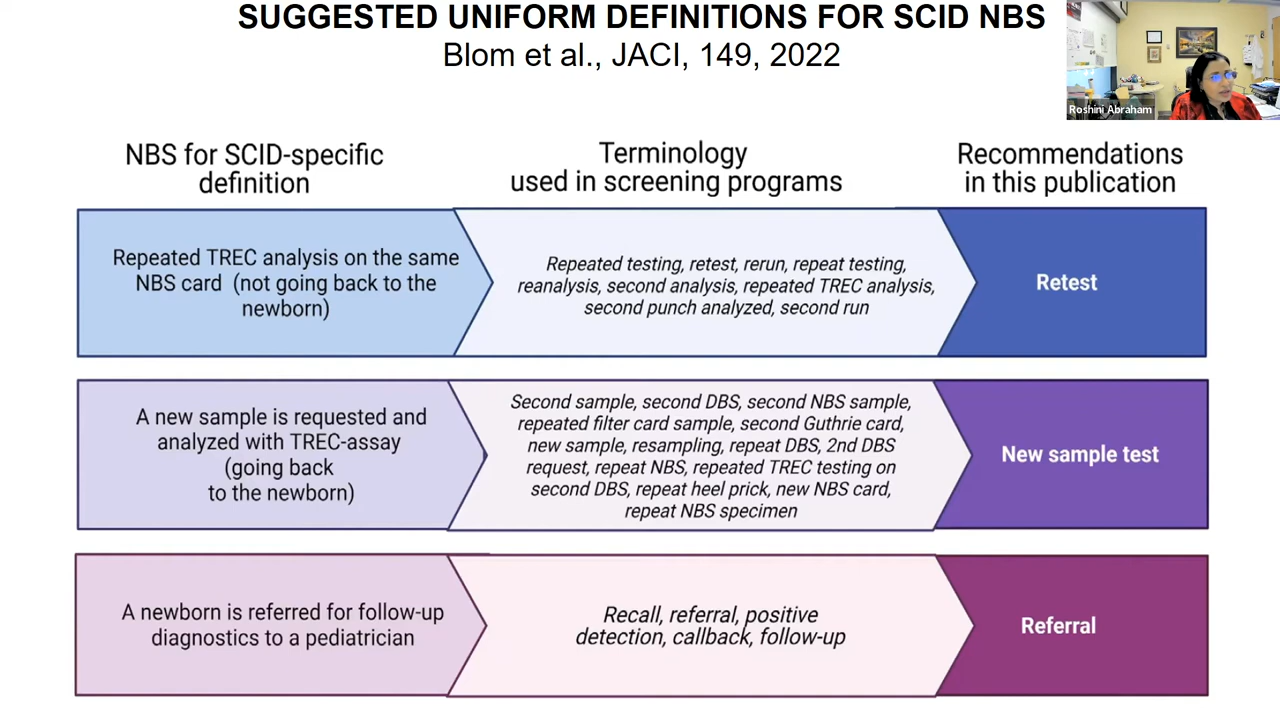 SUGGESTED UNIFORM DEFINITIONS FOR SCID NBS
Blom et al., JACI, 149, 2022
Roshini Abraham
NBS for SCID-specific
definition
Terminology
used in screening programs
Recommendations
in this publication
Repeated TREC analysis on the same
NBS card (not going back to the
newborn)
Repeated testing, retest, rerun, repeat testing,
reanalysis, second analysis, repeated TREC analysis,
second punch analyzed, second run
Retest
A new sample is requested and
analyzed with TREC-assay
(going back
to the newborn)
Second sample, second DBS, second NBS sample,
repeated filter card sample, second Guthrie card,
new sample, resampling, repeat DBS, 2nd DBS
request, repeat NBS, repeated TREC testing on
second DBS, repeat heel prick, new NBS card,
repeat NBS specimen
New sample test
A newborn is referred for follow-up
diagnostics to a pediatrician
Recall, referral, positive
detection, callback, follow-up
Referral